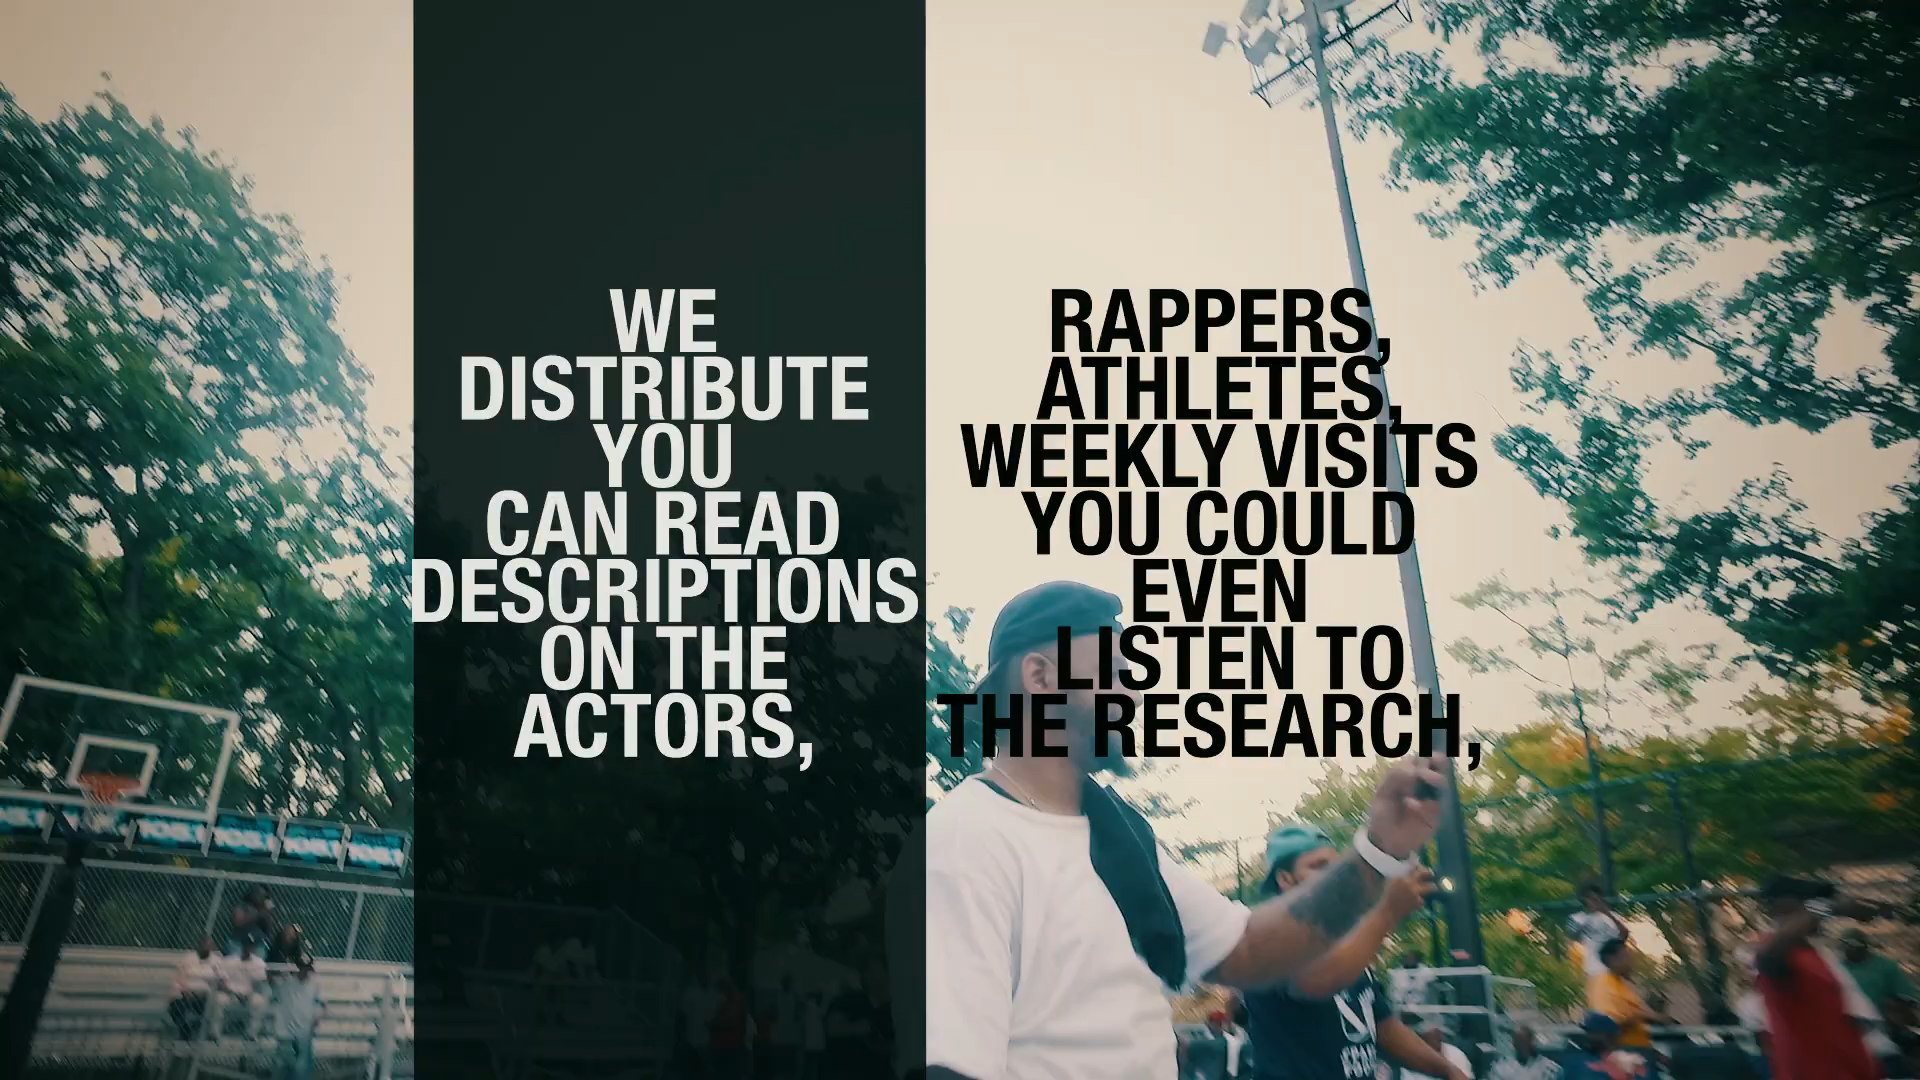 WE
DISTRIBUTE
YOU
CAN READ
DESCRIPTIONS
ON THE
ACTORS,
RAPPERS,
ATHLETES,
WEEKLY VISITS
YOU COULD
EVEN
LISTEN TO
THE RESEARCH,